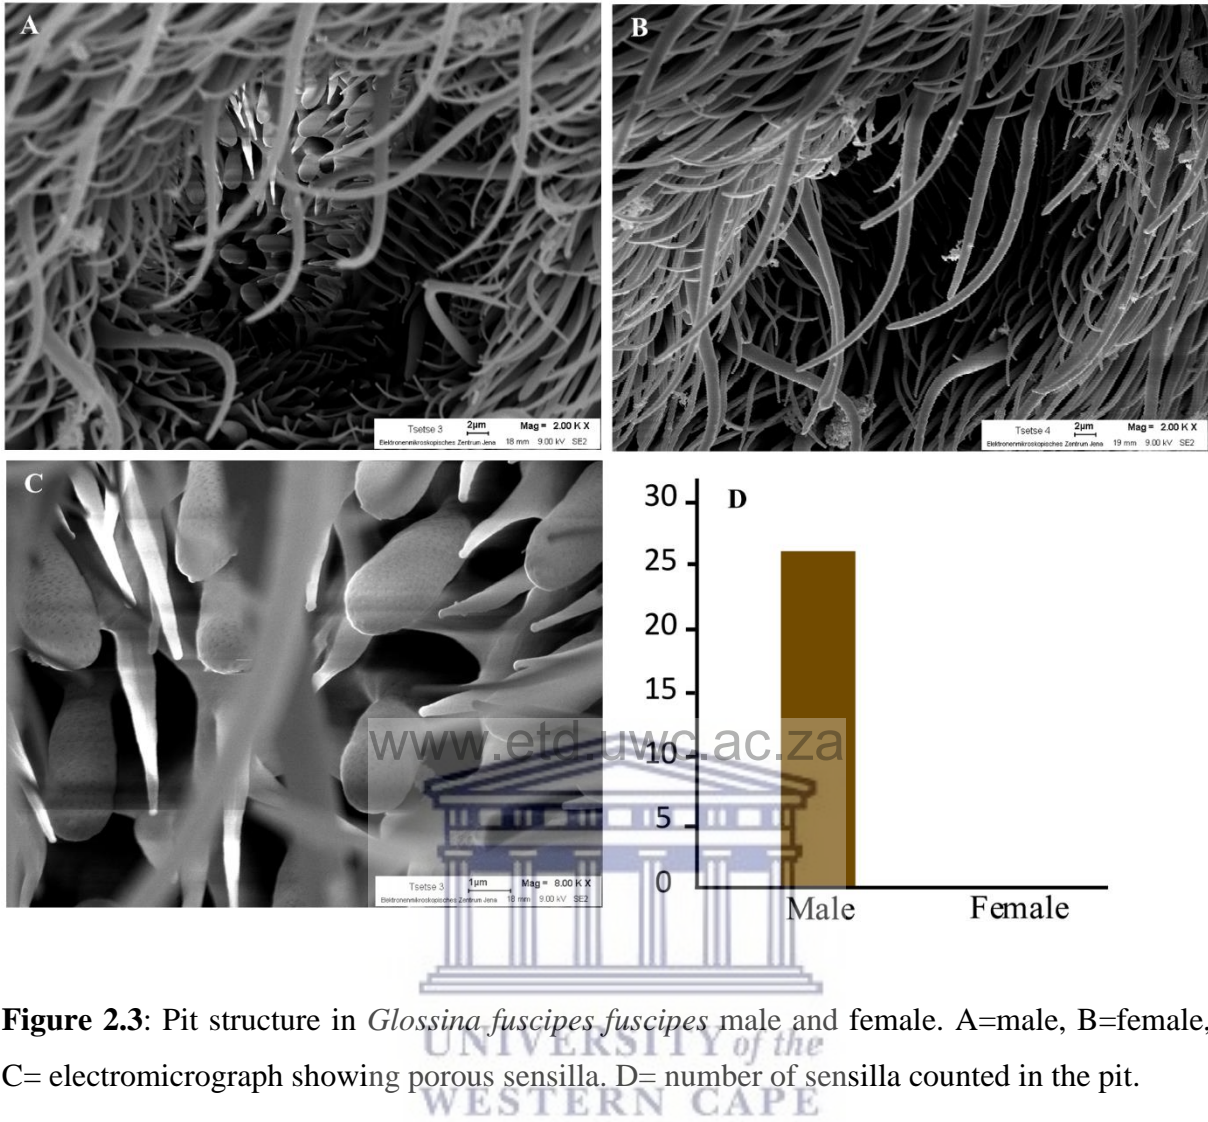 A
Tsetse 3 2µm Mag = 2.00 K X
Elektronenmikroskopisches Zentrum Jena 18 mm 9.00 kV SE2
B
Tsetse 4 2µm Mag = 2.00 K X
Elektronenmikroskopisches Zentrum Jena 19 mm 9.00 kV SE2
C
Tsetse 3 1µm Mag = 8.00 K X
Elektronenmikroskopisches Zentrum Jena 18 mm 9.00 kV SE2
D
30
25
20
15
10
5
0
Male Female
www.etd.uwc.ac.za
Figure 2.3: Pit structure in Glossina fuscipes fuscipes male and female. A=male, B=female,
C= electromicrograph showing porous sensilla. D= number of sensilla counted in the pit.
UNIVERSITY of the
WESTERN CAPE